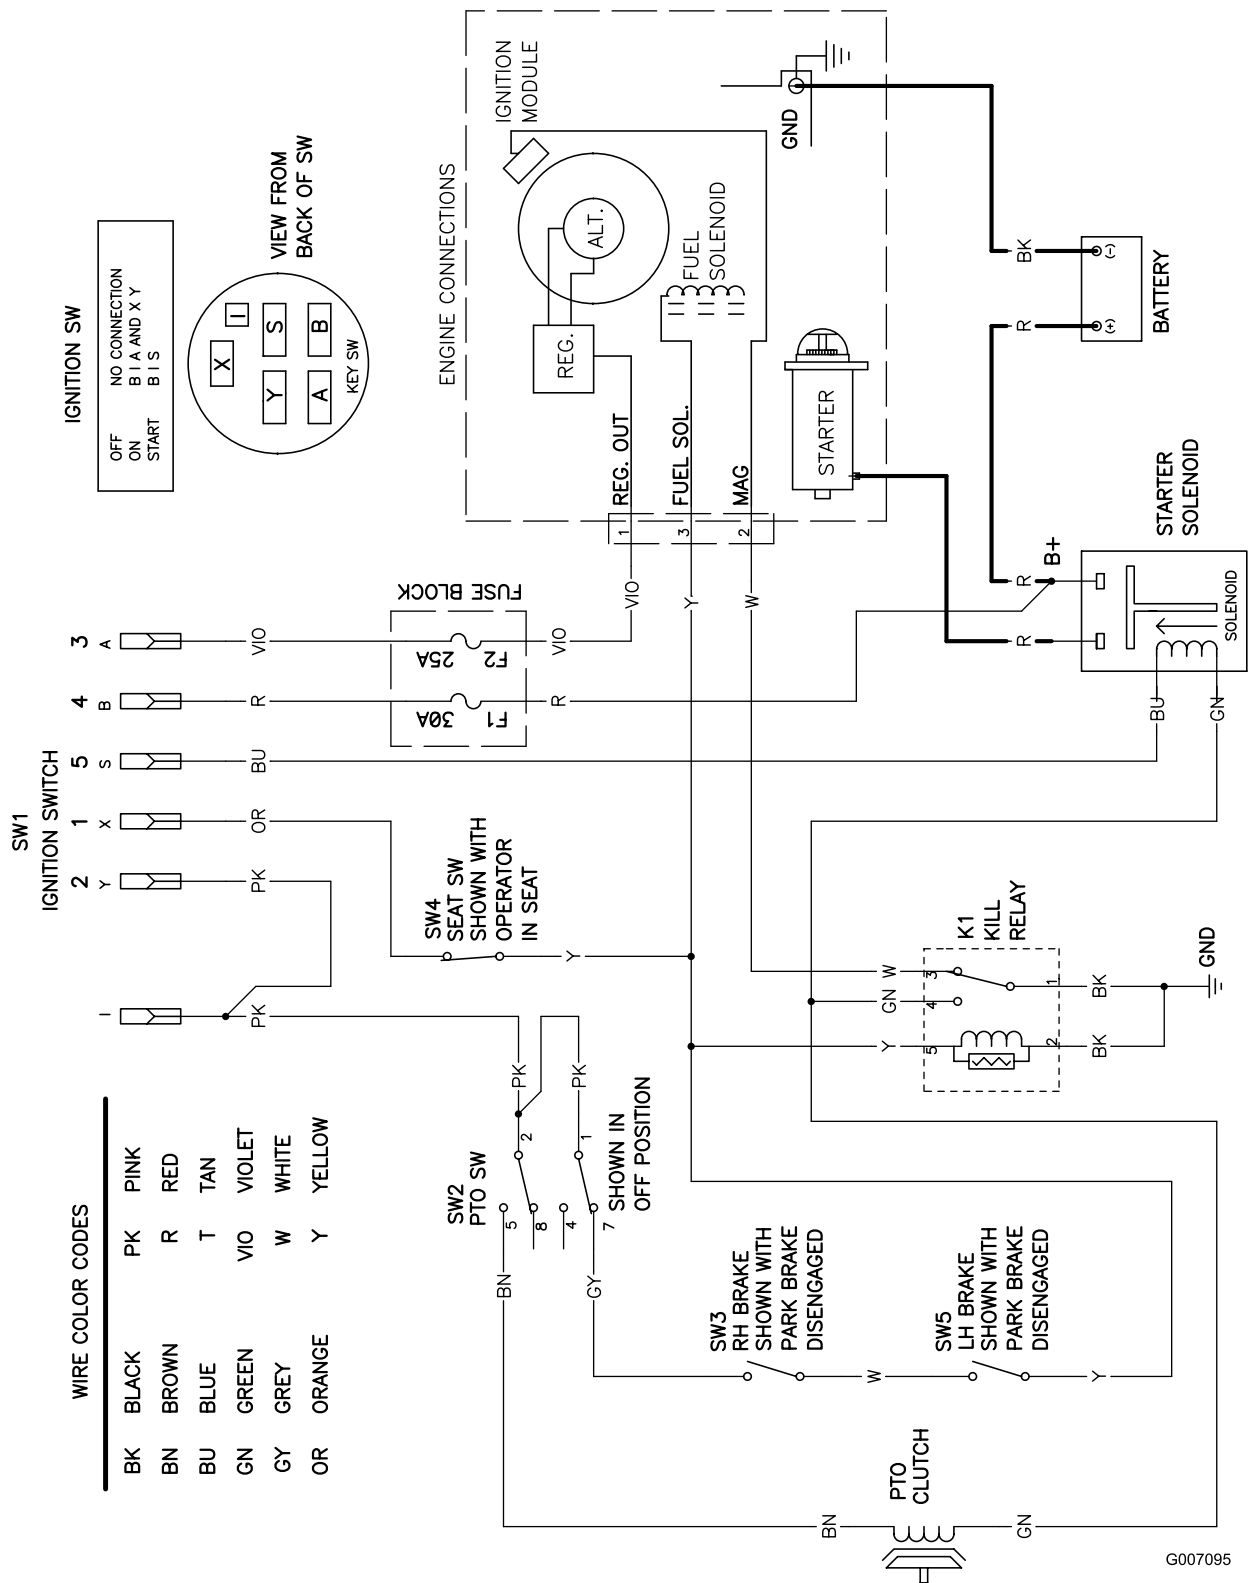 IGNITION SW
OFF NO CONNECTION
ON B I A AND X Y
START B I S
X
I
Y
S
A
B
KEY SW
VIEW FROM
BACK OF SW
ENGINE CONNECTIONS
IGNITION
MODULE
ALT.
REG.
FUEL
SOLENOID
GND
STARTER
REG. OUT
FUEL SOL.
MAG
1
3
2
BK
R
(-)
(+)
BATTERY
STARTER
SOLENOID
B+
R
R
SOLENOID
BU
GN
SW1
IGNITION SWITCH
3
A
VIO
4
B
R
5
S
BU
1
X
OR
2
Y
PK
I
PK
FUSE BLOCK
25A
F2
30A
F1
VIO
R
VIO
Y
W
SW4
SEAT SW
SHOWN WITH
OPERATOR
IN SEAT
Y
K1
KILL
RELAY
W
3
GN
4
Y
5
1
2
BK
BK
GND
PK
PK
2
1
SW2
PTO SW
5
8
4
7
SHOWN IN
OFF POSITION
BN
GY
SW3
RH BRAKE
SHOWN WITH
PARK BRAKE
DISENGAGED
W
SW5
LH BRAKE
SHOWN WITH
PARK BRAKE
DISENGAGED
Y
PTO
CLUTCH
BN
GN
WIRE COLOR CODES
BK BLACK PK PINK
BN BROWN R RED
BU BLUE T TAN
GN GREEN VIO VIOLET
GY GREY W WHITE
OR ORANGE Y YELLOW
G007095